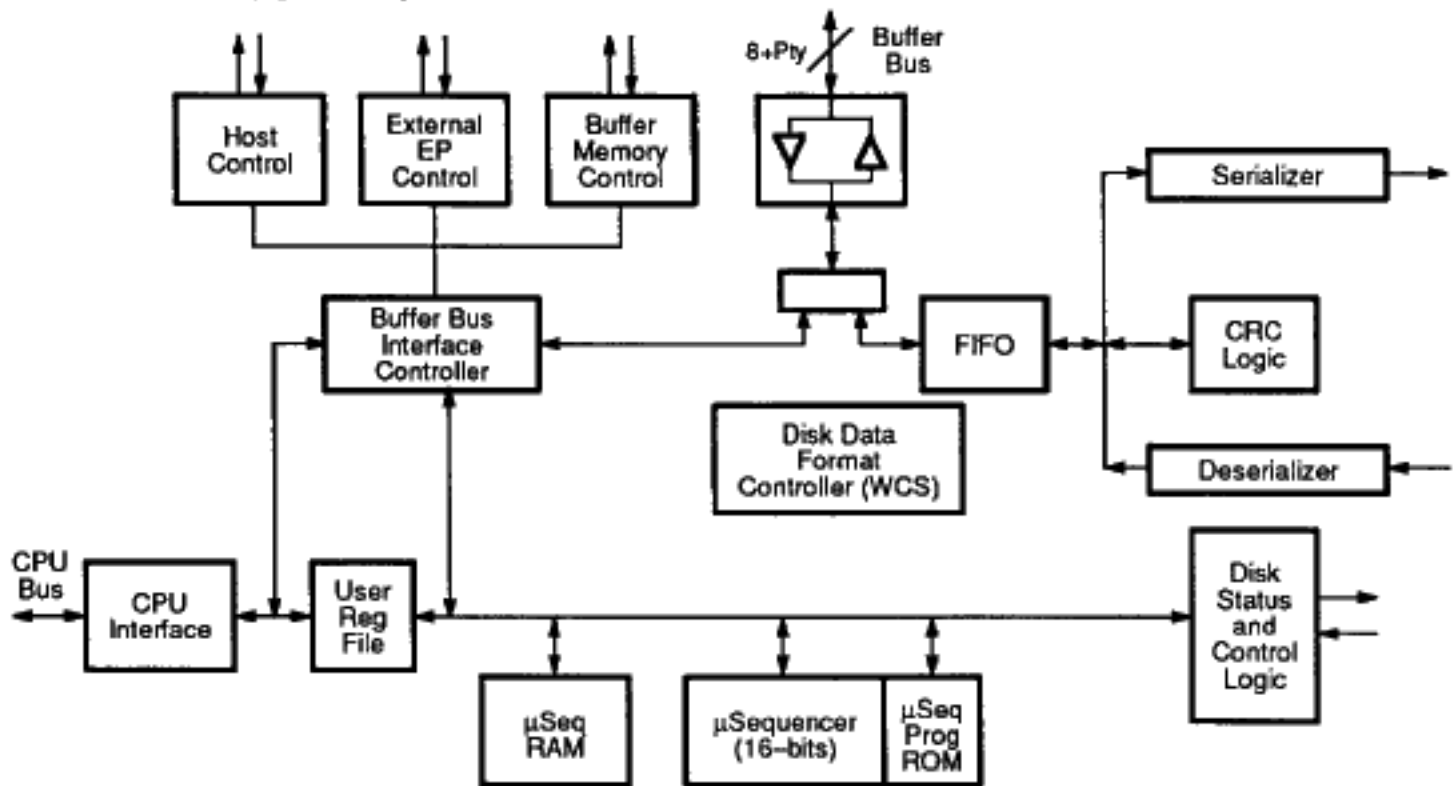 8+Pty
Buffer
Bus
Host
Control
External
EP
Control
Buffer
Memory
Control
Serializer
Buffer Bus
Interface
Controller
FIFO
CRC
Logic
Disk Data
Format
Controller (WCS)
Deserializer
CPU
Bus
CPU
Interface
User
Reg
File
Disk
Status
and
Control
Logic
µSeq
RAM
µSequencer
(16–bits)
µSeq
Prog
ROM